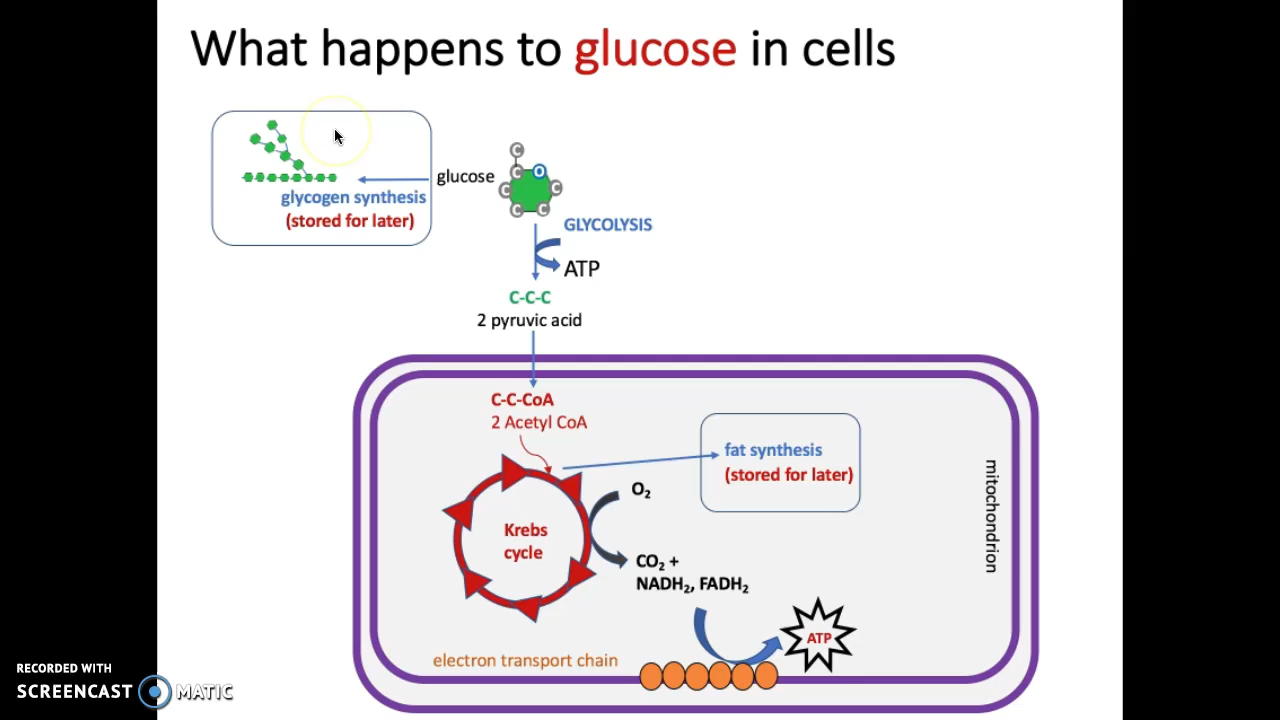 What happens to glucose in cells
glucose
glycogen synthesis
(stored for later)
C
C
O
C
C
C
C
GLYCOLYSIS
ATP
C-C-C
2 pyruvic acid
C-C-CoA
2 Acetyl CoA
fat synthesis
(stored for later)
mitochondrion
O₂
Krebs
cycle
CO₂ +
NADH₂, FADH₂
ATP
electron transport chain
RECORDED WITH
SCREENCAST MATIC